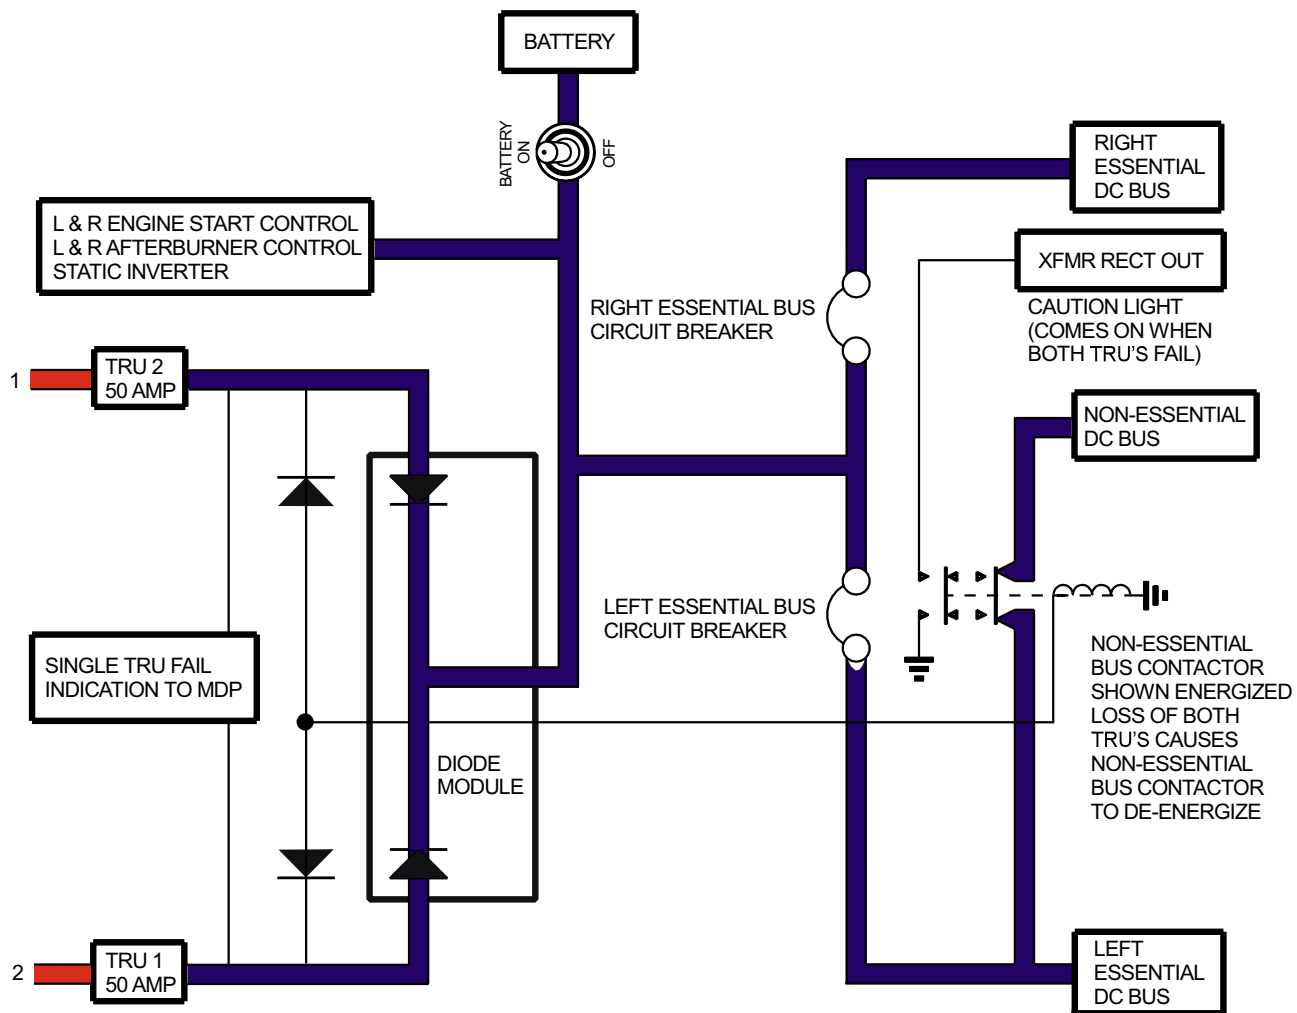 BATTERY
BATTERY
ON
OFF
RIGHT
ESSENTIAL
DC BUS
L & R ENGINE START CONTROL
L & R AFTERBURNER CONTROL
STATIC INVERTER
XFMR RECT OUT
CAUTION LIGHT
(COMES ON WHEN
BOTH TRU'S FAIL)
RIGHT ESSENTIAL BUS
CIRCUIT BREAKER
1
TRU 2
50 AMP
NON-ESSENTIAL
DC BUS
LEFT ESSENTIAL BUS
CIRCUIT BREAKER
SINGLE TRU FAIL
INDICATION TO MDP
NON-ESSENTIAL
BUS CONTACTOR
SHOWN ENERGIZED
LOSS OF BOTH
TRU'S CAUSES
NON-ESSENTIAL
BUS CONTACTOR
TO DE-ENERGIZE
DIODE
MODULE
2
TRU 1
50 AMP
LEFT
ESSENTIAL
DC BUS